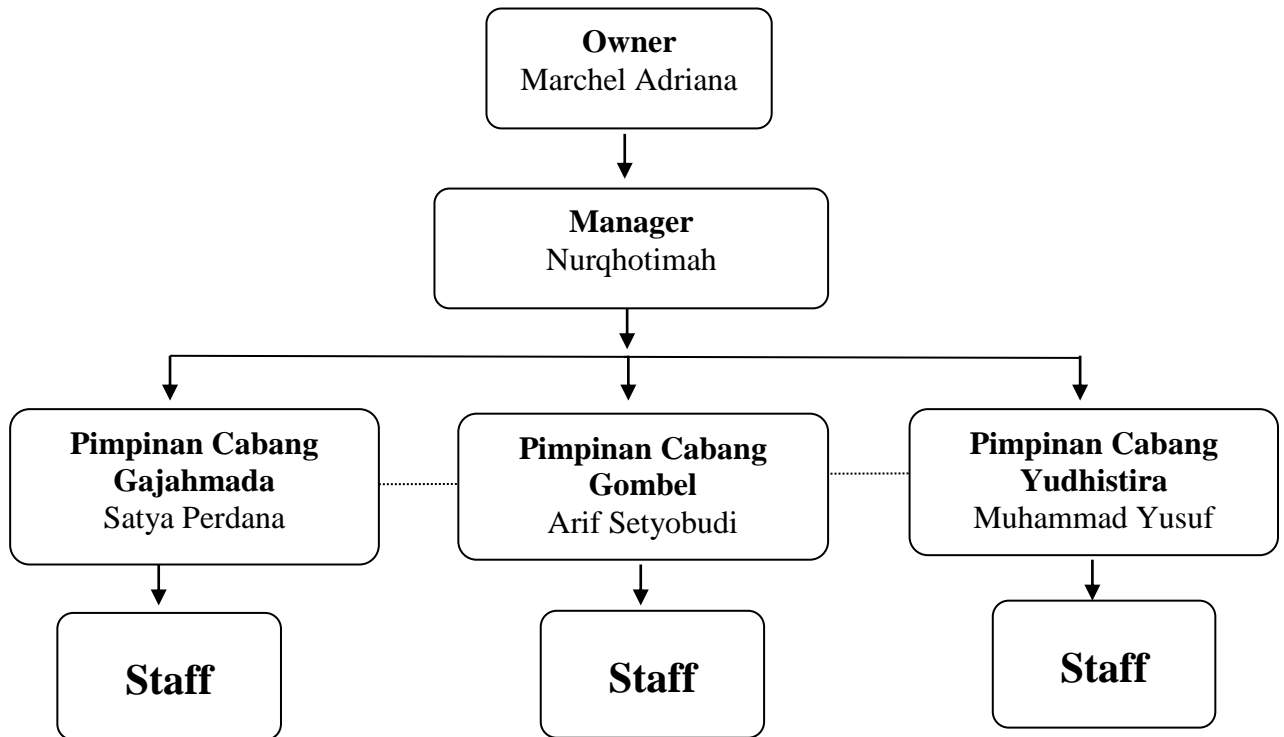 Owner
Marchel Adriana
Manager
Nurqhotimah
Pimpinan Cabang
Gajahmada
Satya Perdana
Pimpinan Cabang
Gombel
Arif Setyobudi
Pimpinan Cabang
Yudhistira
Muhammad Yusuf
Staff
Staff
Staff